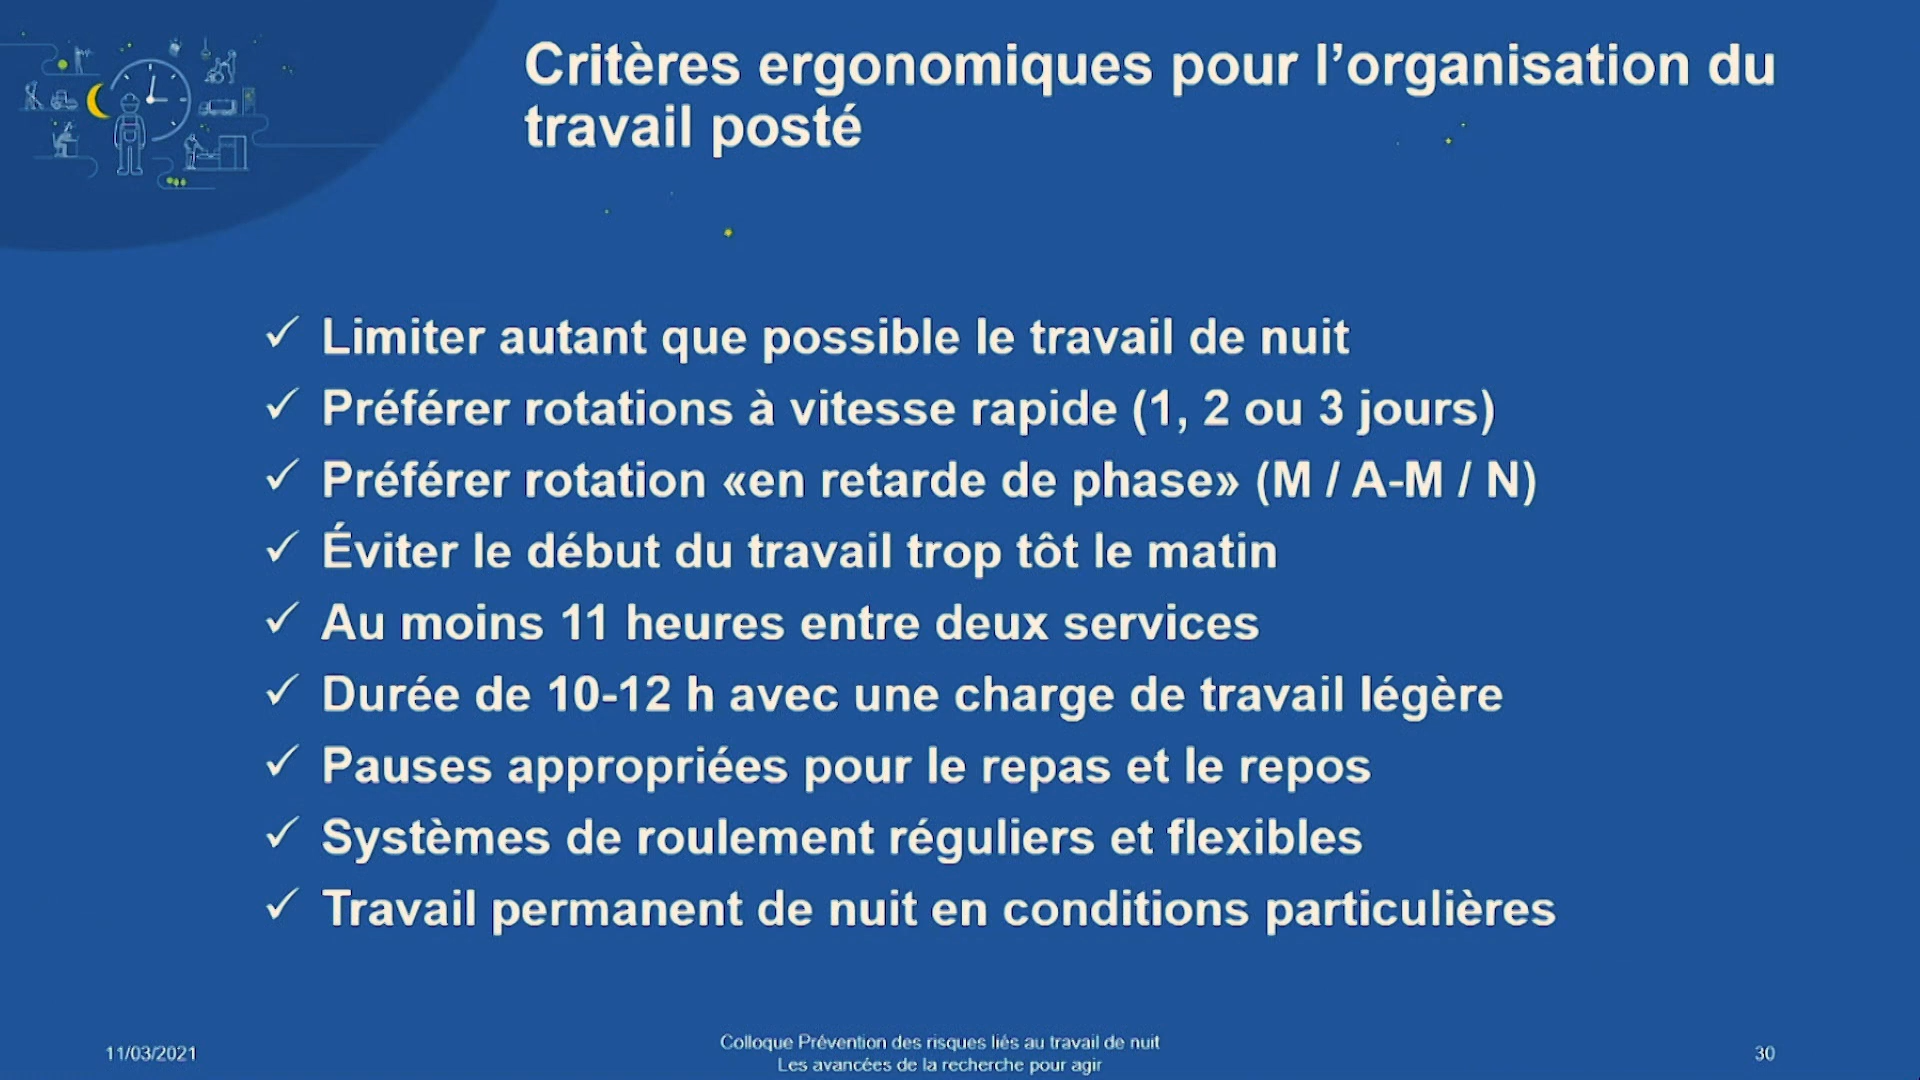 Critères ergonomiques pour l’organisation du
travail posté
✓ Limiter autant que possible le travail de nuit
✓ Préférer rotations à vitesse rapide (1, 2 ou 3 jours)
✓ Préférer rotation «en retarde de phase» (M / A-M / N)
✓ Éviter le début du travail trop tôt le matin
✓ Au moins 11 heures entre deux services
✓ Durée de 10-12 h avec une charge de travail légère
✓ Pauses appropriées pour le repas et le repos
✓ Systèmes de roulement réguliers et flexibles
✓ Travail permanent de nuit en conditions particulières
11/03/2021
Colloque Prévention des risques liés au travail de nuit
Les avancées de la recherche pour agir
30